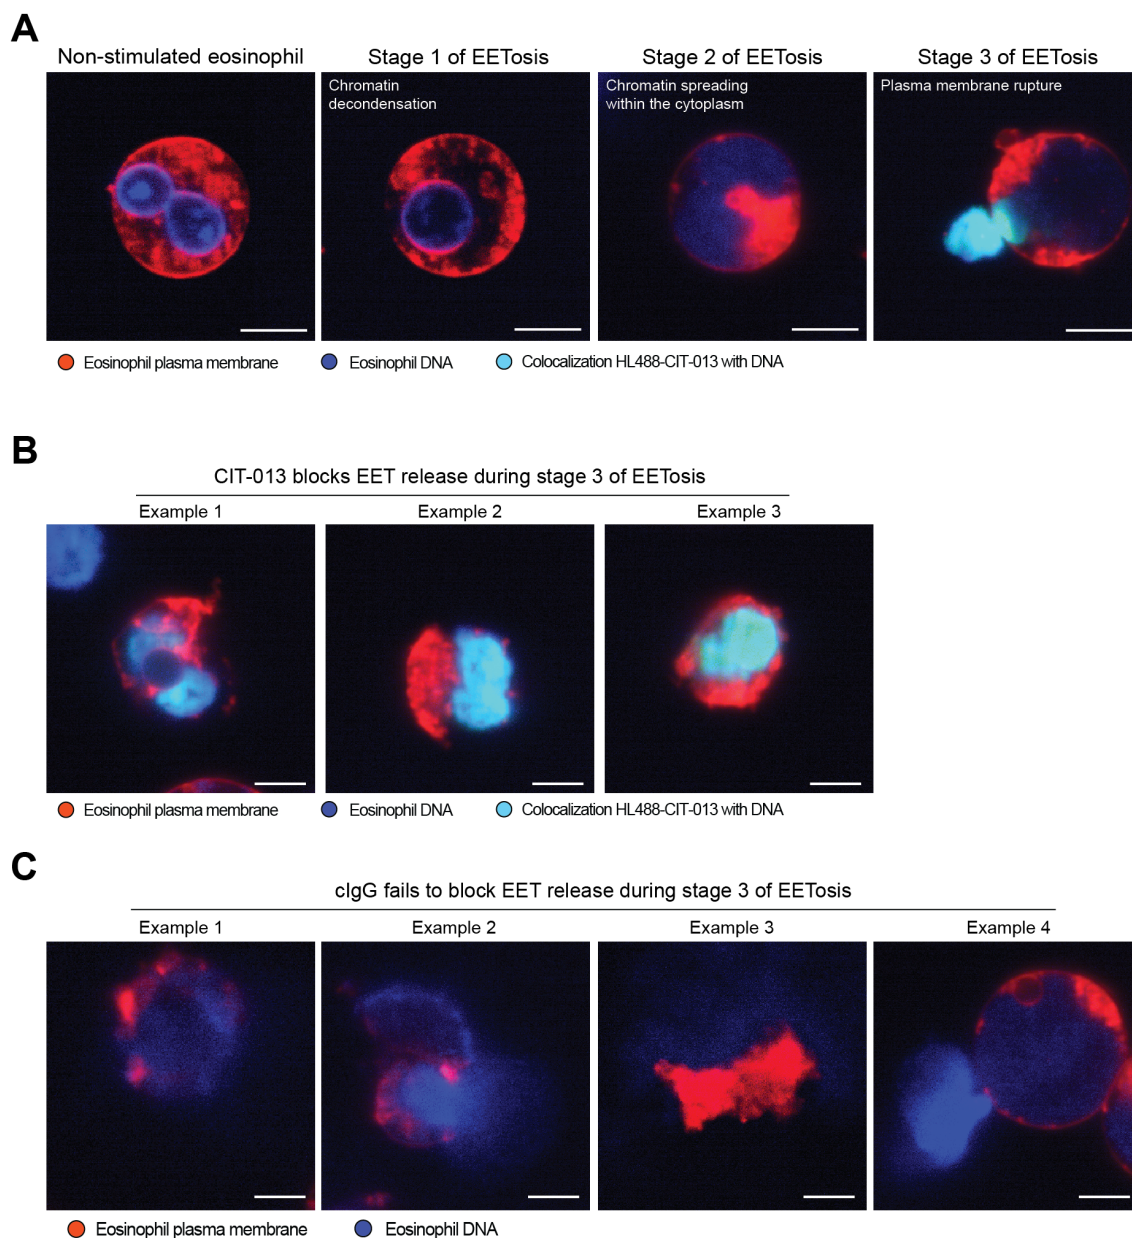 A
Non-stimulated eosinophil
Stage 1 of EETosis
Stage 2 of EETosis
Stage 3 of EETosis
Chromatin
decondensation
Chromatin spreading
within the cytoplasm
Plasma membrane rupture
Eosinophil plasma membrane
Eosinophil DNA
Colocalization HL488-CIT-013 with DNA
B
CIT-013 blocks EET release during stage 3 of EETosis
Example 1
Example 2
Example 3
Eosinophil plasma membrane
Eosinophil DNA
Colocalization HL488-CIT-013 with DNA
C
cIgG fails to block EET release during stage 3 of EETosis
Example 1
Example 2
Example 3
Example 4
Eosinophil plasma membrane
Eosinophil DNA